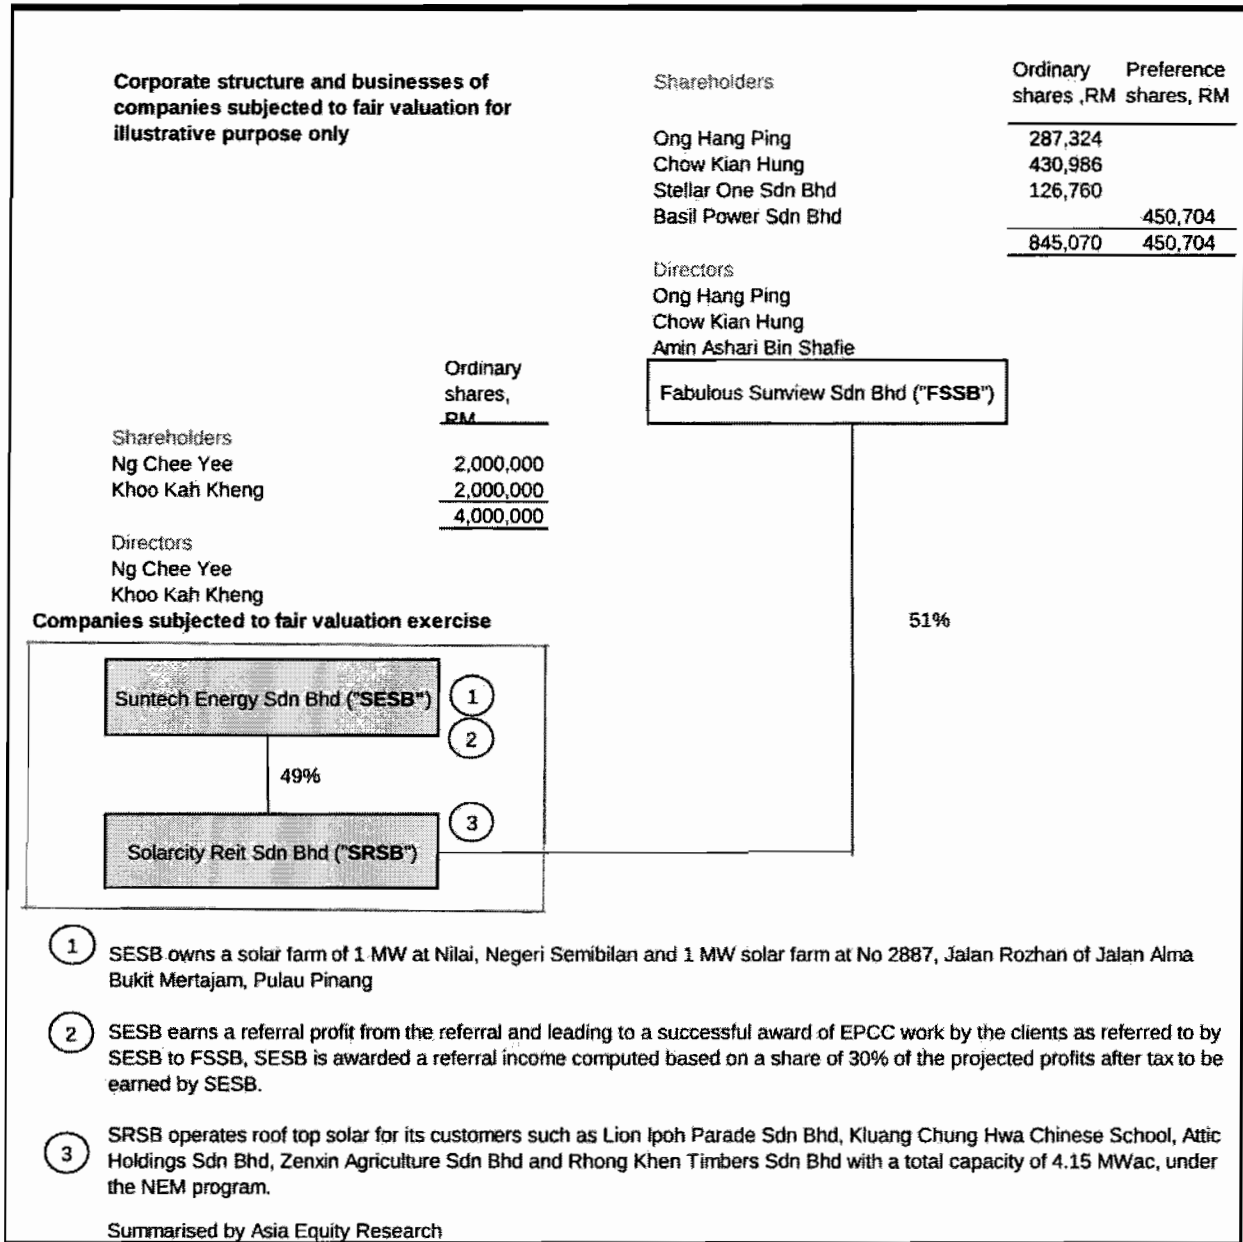 Corporate structure and businesses of
companies subjected to fair valuation for
illustrative purpose only
Shareholders
Ordinary Preference
shares ,RM shares, RM
Ong Hang Ping 287,324
Chow Kian Hung 430,986
Stellar One Sdn Bhd 126,760
Basil Power Sdn Bhd 450,704
845,070 450,704
Directors
Ong Hang Ping
Chow Kian Hung
Amin Ashari Bin Shafie
Fabulous Sunview Sdn Bhd ("FSSB")
Ordinary
shares,
RM
Shareholders
Ng Chee Yee 2,000,000
Khoo Kah Kheng 2,000,000
4,000,000
Directors
Ng Chee Yee
Khoo Kah Kheng
Companies subjected to fair valuation exercise
51%
Suntech Energy Sdn Bhd ("SESB") 1
2
49%
3
Solarcity Reit Sdn Bhd ("SRSB")
1 SESB owns a solar farm of 1 MW at Nilai, Negeri Semibilan and 1 MW solar farm at No 2887, Jalan Rozhan of Jalan Alma
Bukit Mertajam, Pulau Pinang
2 SESB earns a referral profit from the referral and leading to a successful award of EPCC work by the clients as referred to by
SESB to FSSB, SESB is awarded a referral income computed based on a share of 30% of the projected profits after tax to be
earned by SESB.
3 SRSB operates roof top solar for its customers such as Lion Ipoh Parade Sdn Bhd, Kluang Chung Hwa Chinese School, Attic
Holdings Sdn Bhd, Zenxin Agriculture Sdn Bhd and Rhong Khen Timbers Sdn Bhd with a total capacity of 4.15 MWac, under
the NEM program.
Summarised by Asia Equity Research